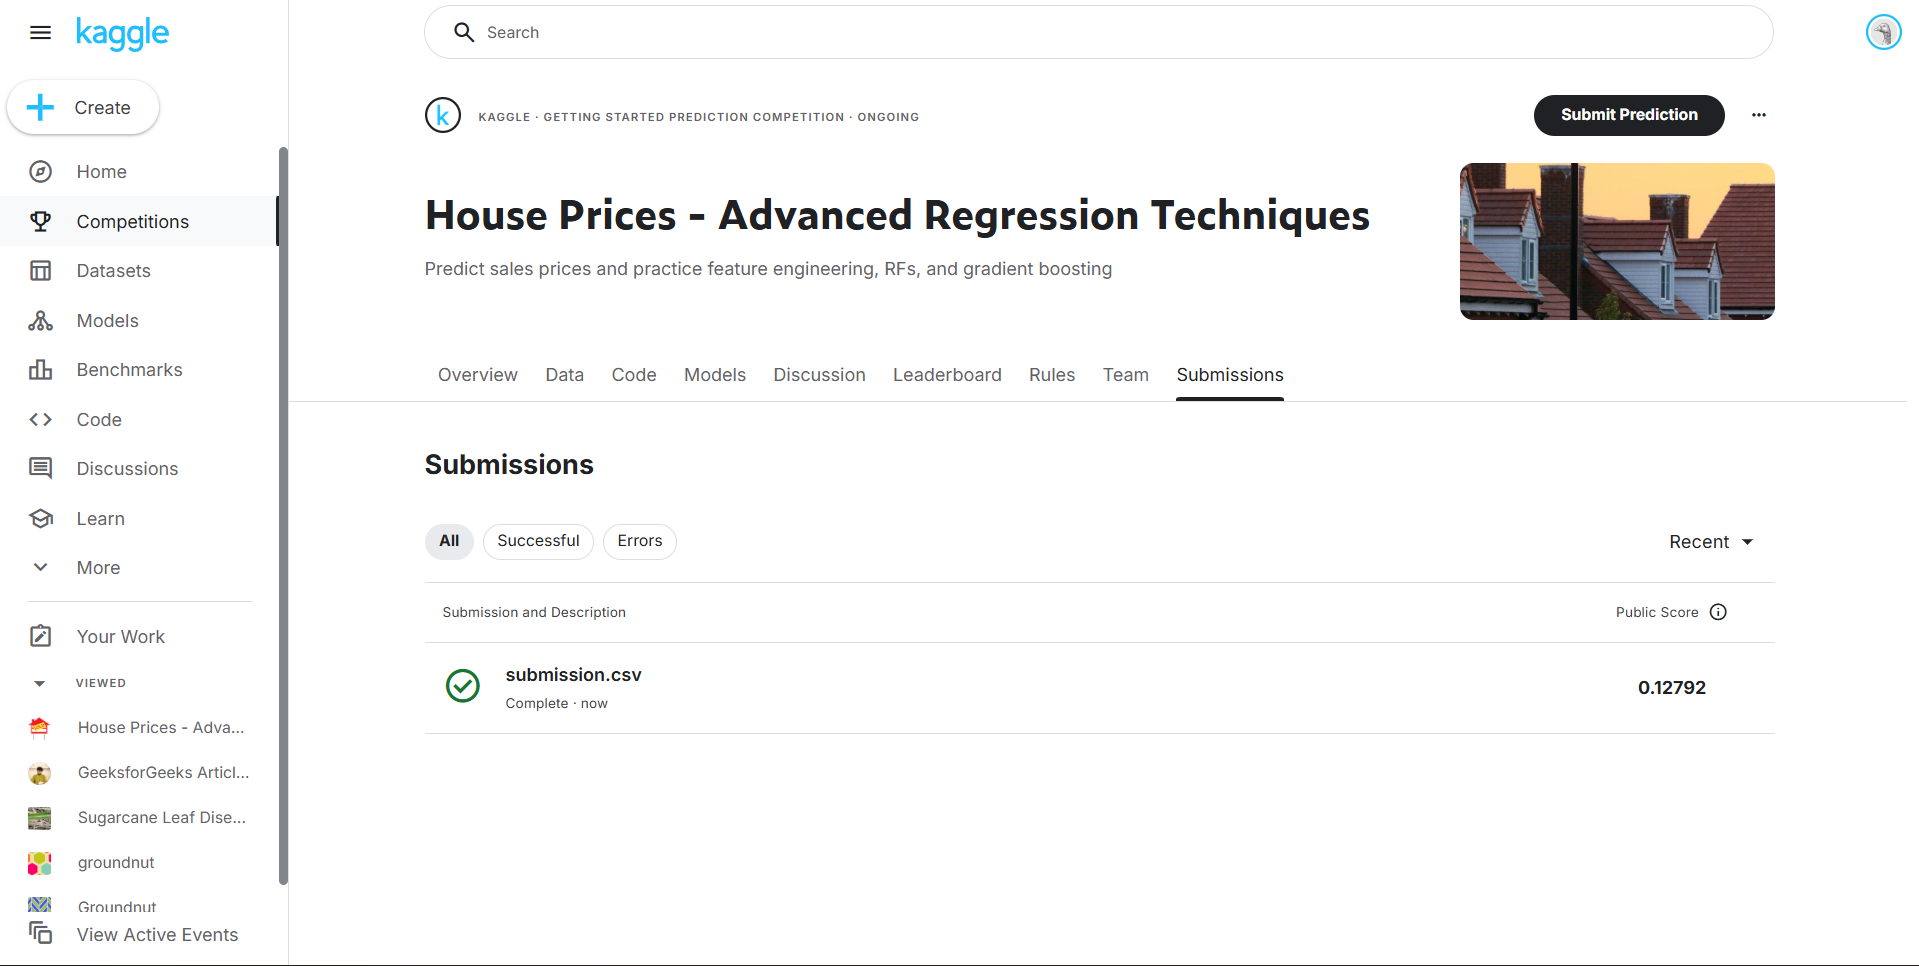 kaggle
Search
Create
Home
Competitions
Datasets
Models
Benchmarks
Code
Discussions
Learn
More
Your Work
VIEWED
House Prices - Adva...
GeeksforGeeks Articl...
Sugarcane Leaf Dise...
groundnut
Groundnut
View Active Events
k
KAGGLE · GETTING STARTED PREDICTION COMPETITION · ONGOING
Submit Prediction
House Prices - Advanced Regression Techniques
Predict sales prices and practice feature engineering, RFs, and gradient boosting
Overview Data Code Models Discussion Leaderboard Rules Team Submissions
Submissions
All Successful Errors
Recent
Submission and Description Public Score
submission.csv
Complete · now
0.12792